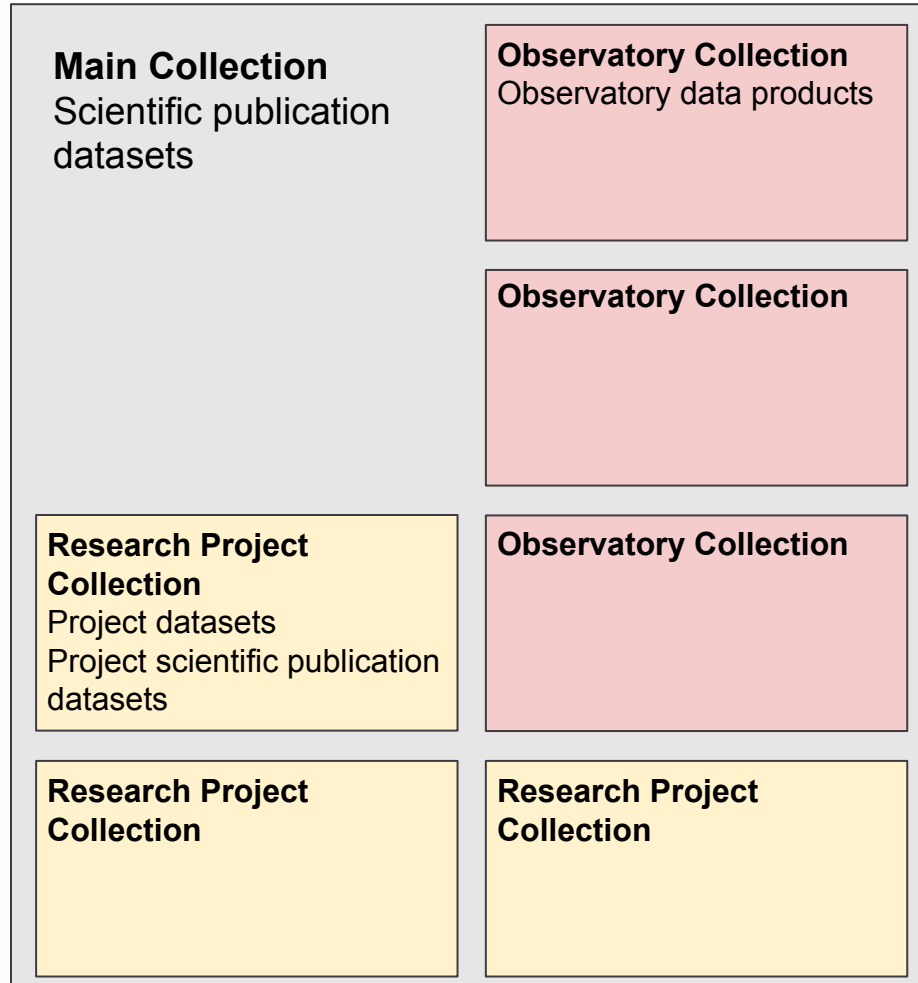 Main Collection
Scientific publication
datasets
Observatory Collection
Observatory data products
Observatory Collection
Research Project
Collection
Project datasets
Project scientific publication
datasets
Observatory Collection
Research Project
Collection
Research Project
Collection